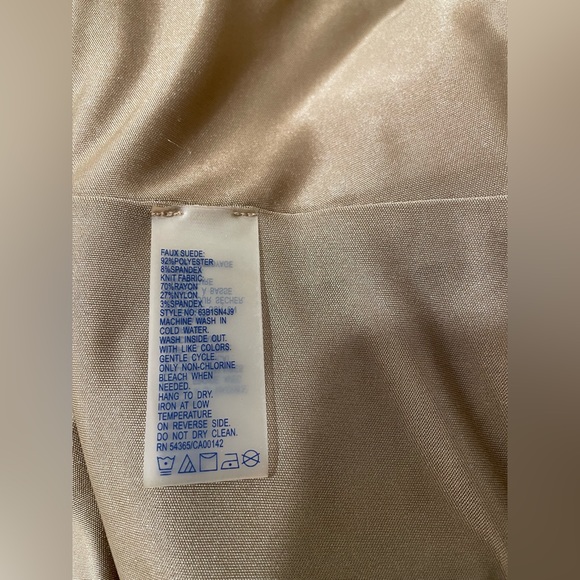 FAUX SUEDE:
92%POLYESTER
8%SPANDEX
KNIT FABRIC:
70%RAYON
27%NYLON
3%SPANDEX
STYLE NO: 63B1SN4J9
MACHINE WASH IN
COLD WATER.
WASH INSIDE OUT.
WITH LIKE COLORS.
GENTLE CYCLE.
ONLY NON-CHLORINE
BLEACH WHEN
NEEDED.
HANG TO DRY.
IRON AT LOW
TEMPERATURE
ON REVERSE SIDE.
DO NOT DRY CLEAN.
RN 54365/CA00142